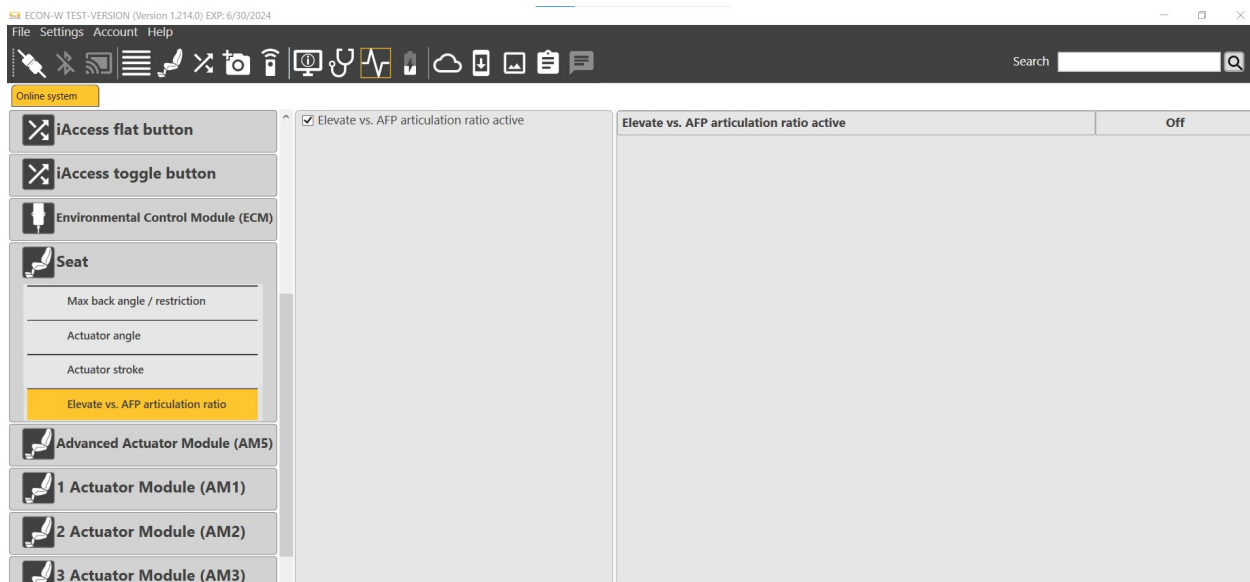 ECON-W TEST-VERSION (Version 1.214.0) EXP: 6/30/2024
File Settings Account Help
Search
Online system
iAccess flat button
iAccess toggle button
Environmental Control Module (ECM)
Seat
Max back angle / restriction
Actuator angle
Actuator stroke
Elevate vs. AFP articulation ratio
Advanced Actuator Module (AM5)
1 Actuator Module (AM1)
2 Actuator Module (AM2)
3 Actuator Module (AM3)
Elevate vs. AFP articulation ratio active
Elevate vs. AFP articulation ratio active Off